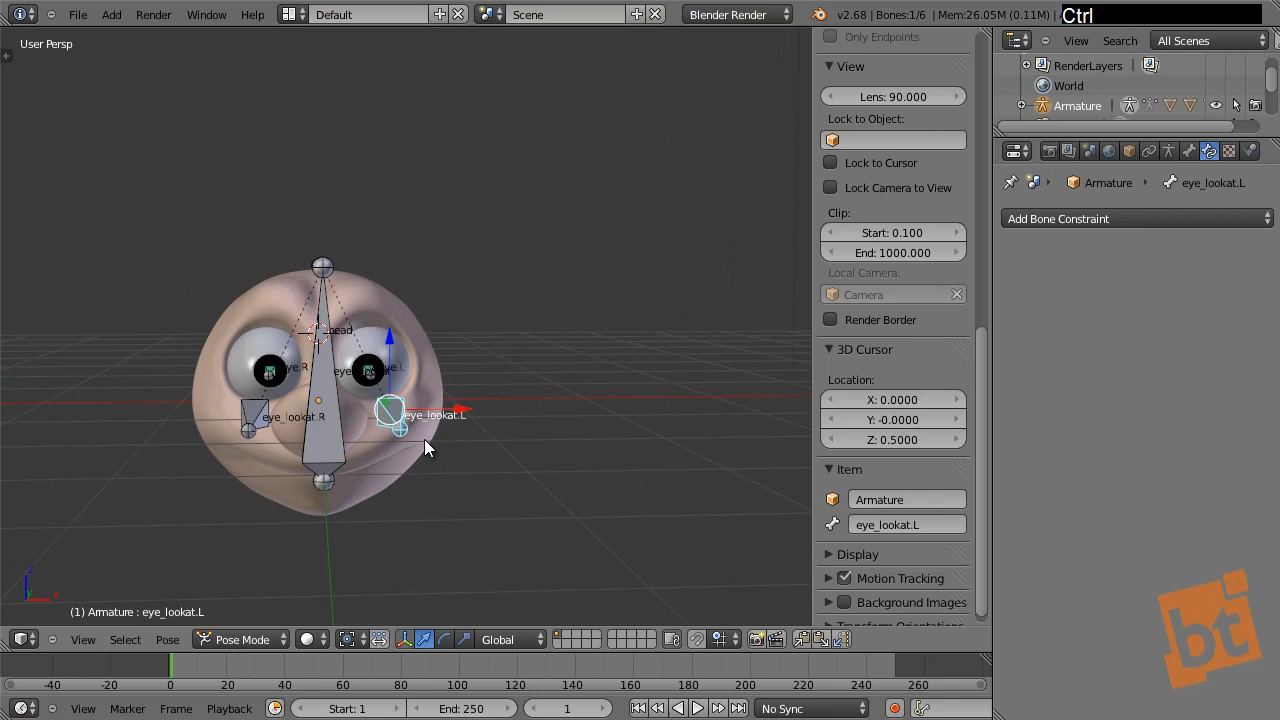 File Add Render Window Help Default Scene Blender Render v2.68 | Bones:1/6 | Mem:26.05M (0.11M) | Ctrl
User Persp
Only Endpoints
View
Lens: 90.000
Lock to Object:
Lock to Cursor
Lock Camera to View
Clip:
Start: 0.100
End: 1000.000
Local Camera:
Camera
Render Border
3D Cursor
Location:
X: 0.0000
Y: -0.0000
Z: 0.5000
Item
Armature
eye_lookat.L
Display
Motion Tracking
Background Images
View Search All Scenes
RenderLayers |
World
Armature |
Armature eye_lookat.L
Add Bone Constraint
head
eye_lookat.R
eye_lookat.L
z
y x
(1) Armature : eye_lookat.L
View Select Pose Pose Mode Global
-40 -20 0 20 40 60 80 100 120 140 160 180 200 220 240 260
View Marker Frame Playback Start: 1 End: 250 1 No Sync
bt